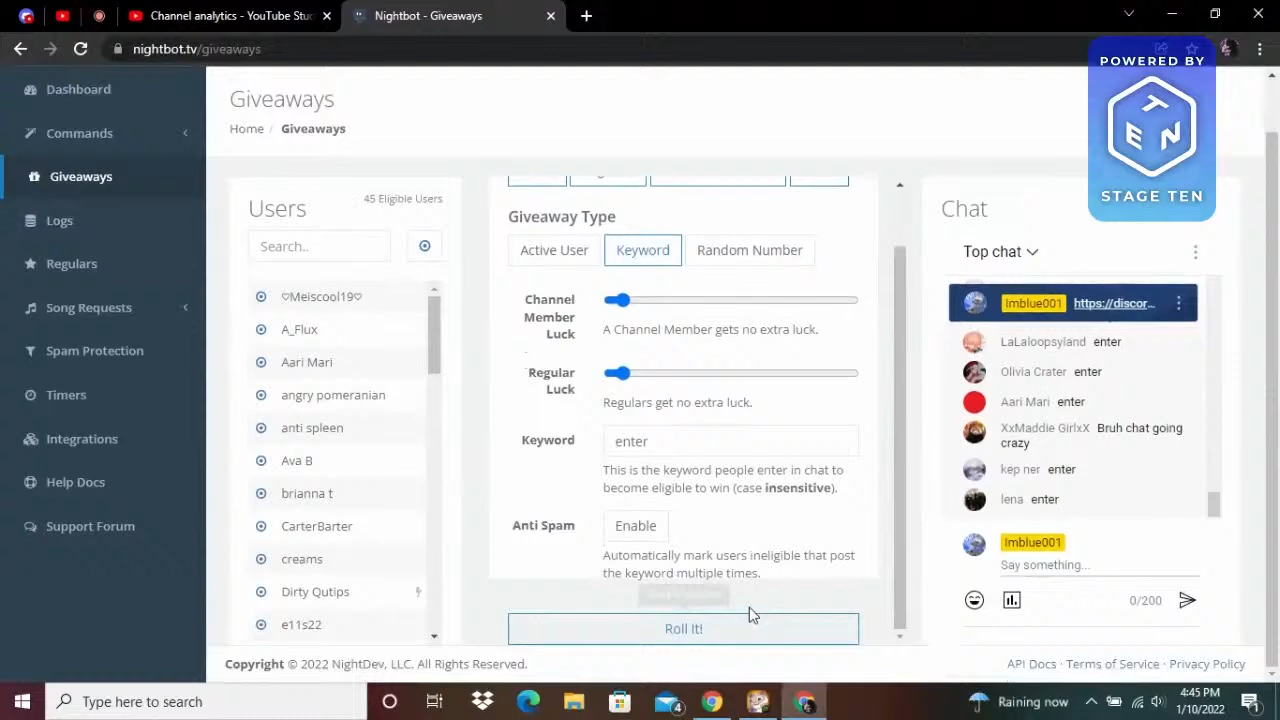 Channel analytics - YouTube Stu
Nightbot - Giveaways
nightbot.tv/giveaways
POWERED BY
TEN
STAGE TEN
Dashboard
Commands
Giveaways
Logs
Regulars
Song Requests
Spam Protection
Timers
Integrations
Help Docs
Support Forum
Giveaways
Home / Giveaways
Users
45 Eligible Users
Search..
♡Meiscool19♡
A_Flux
Aari Mari
angry pomeranian
anti spleen
Ava B
brianna t
CarterBarter
creams
Dirty Qutips
e11s22
Giveaway Type
Active User
Keyword
Random Number
Channel
Member
Luck
A Channel Member gets no extra luck.
Regular
Luck
Regulars get no extra luck.
Keyword
enter
This is the keyword people enter in chat to
become eligible to win (case insensitive).
Anti Spam
Enable
Automatically mark users ineligible that post
the keyword multiple times.
Roll It!
Chat
Top chat
Imblue001 https://discor...
LaLaloopsyland enter
Olivia Crater enter
Aari Mari enter
XxMaddie GirlxX Bruh chat going
crazy
kep ner enter
lena enter
Imblue001
Say something...
0/200
Copyright © 2022 NightDev, LLC. All Rights Reserved.
API Docs · Terms of Service · Privacy Policy
Type here to search
4
Raining now
4:45 PM
1/10/2022
1